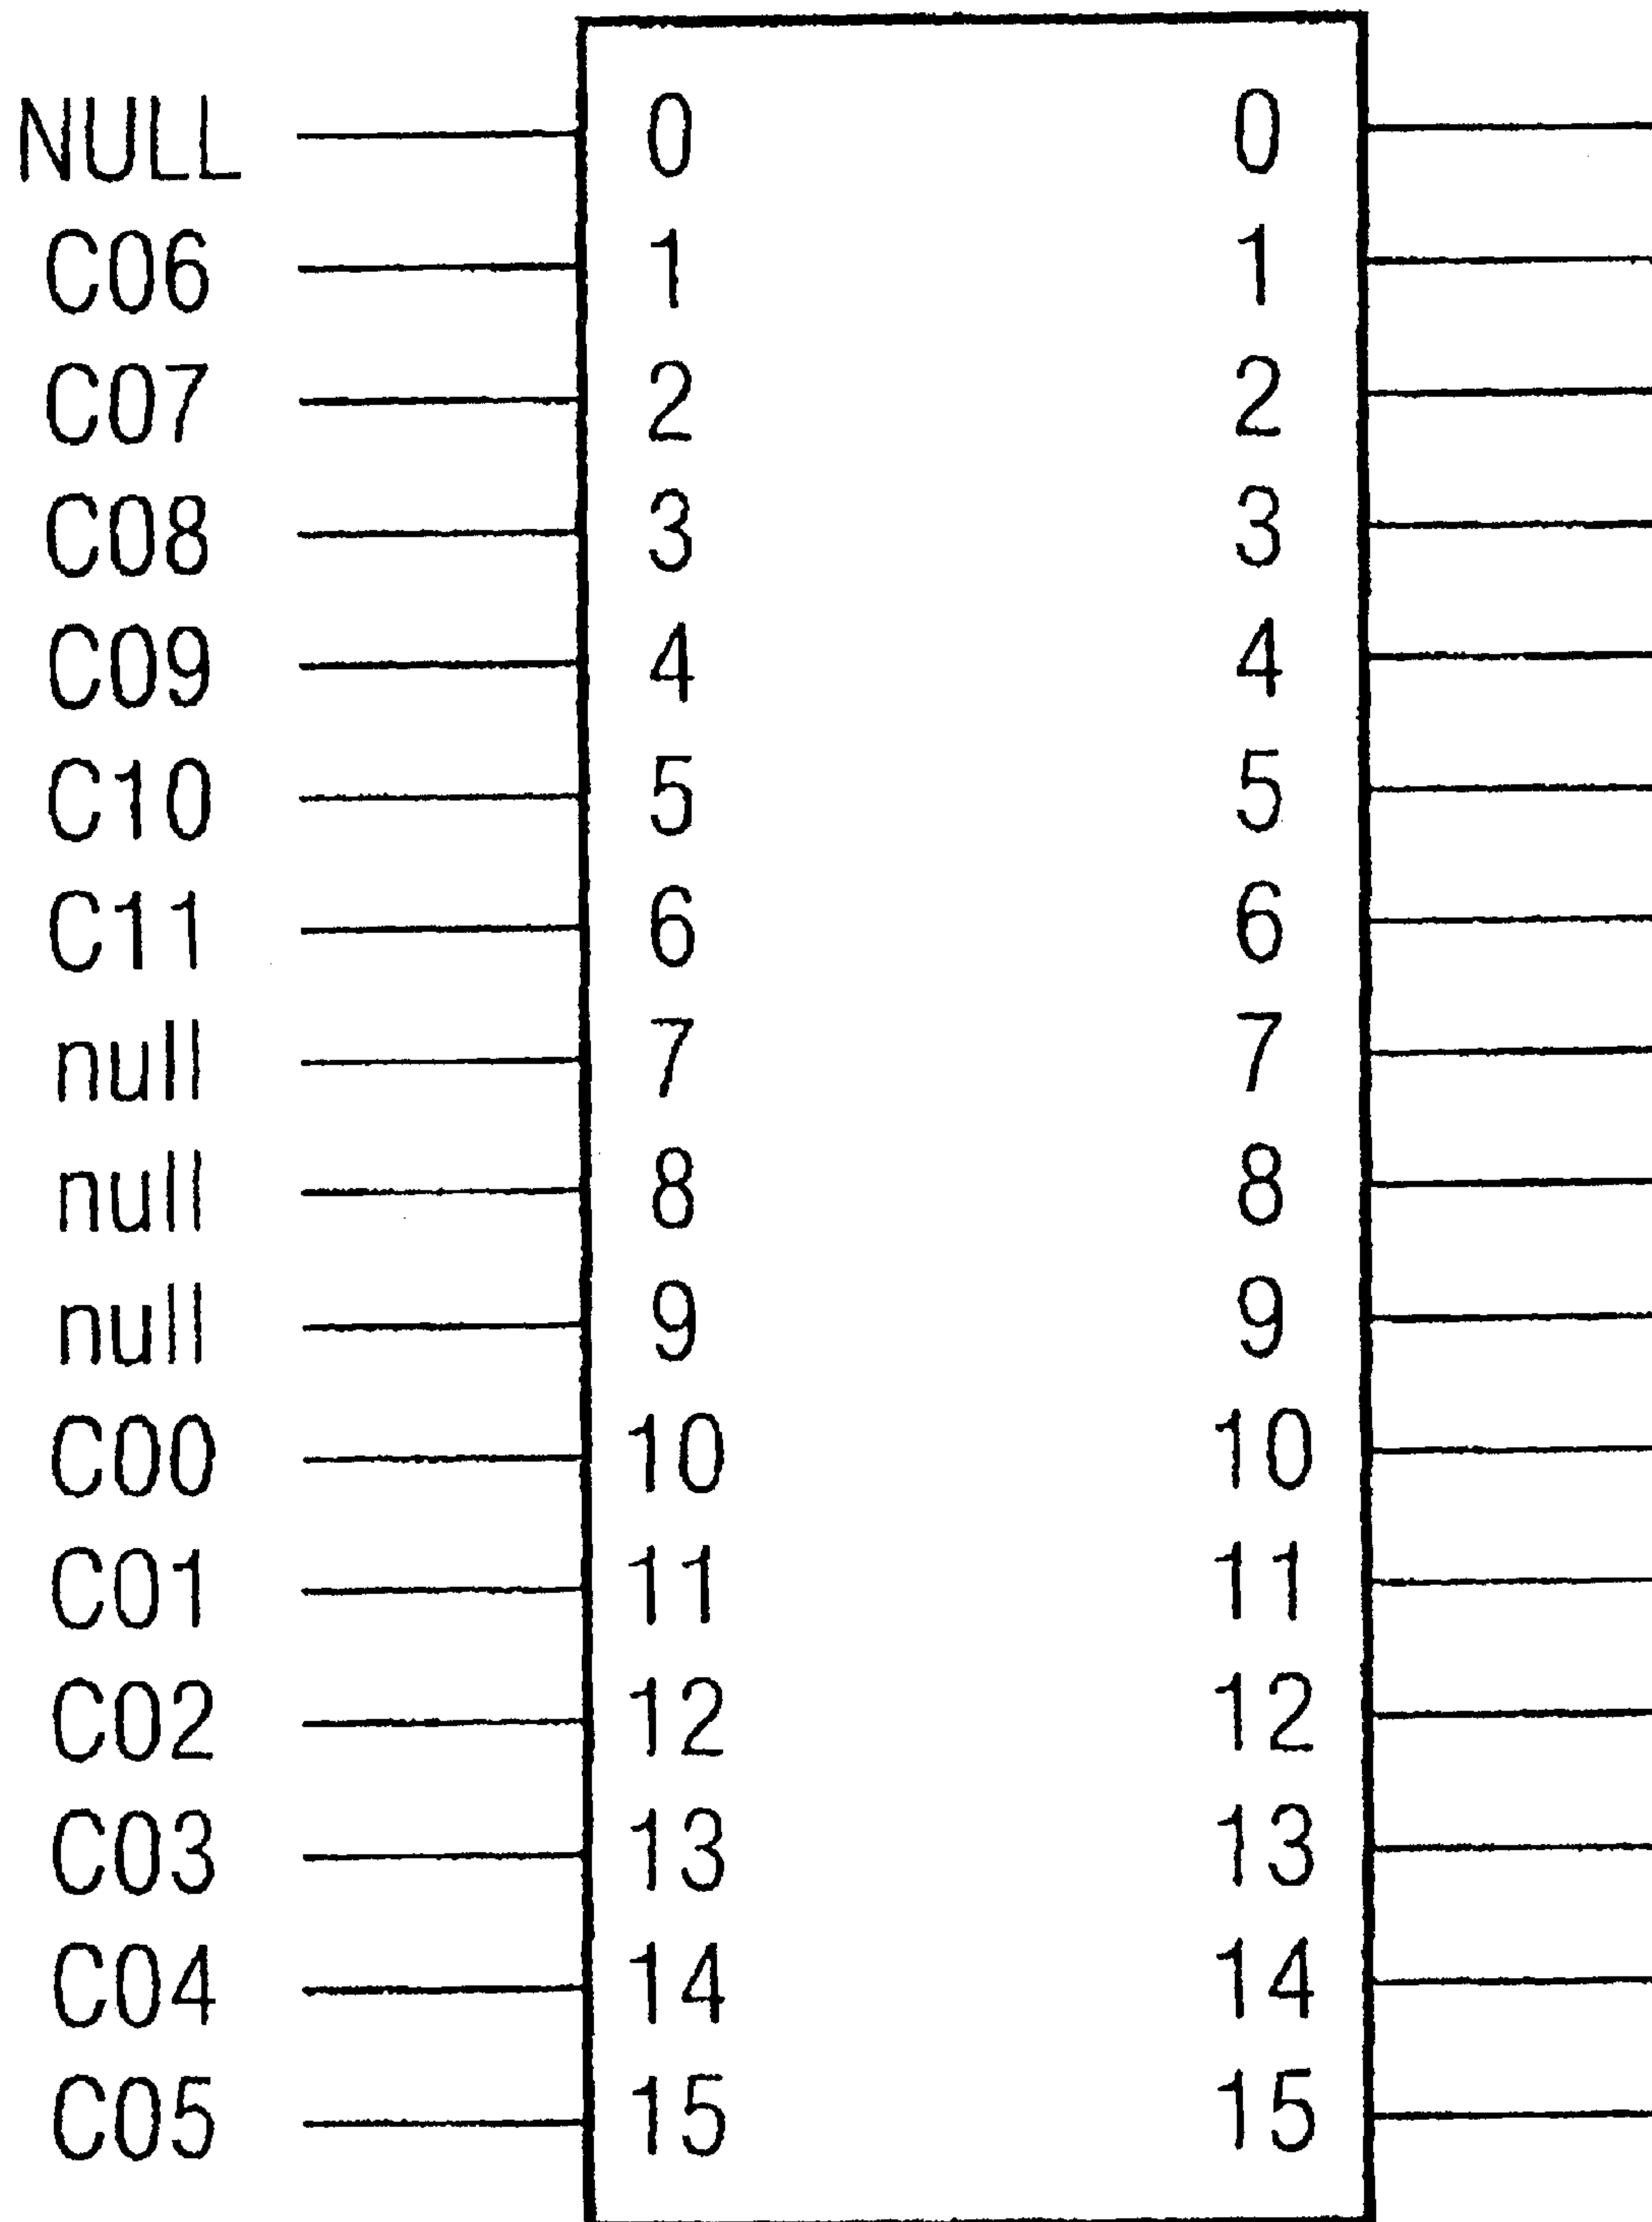 NULL 0 0
C06 1 1
C07 2 2
C08 3 3
C09 4 4
C10 5 5
C11 6 6
null 7 7
null 8 8
null 9 9
C00 10 10
C01 11 11
C02 12 12
C03 13 13
C04 14 14
C05 15 15